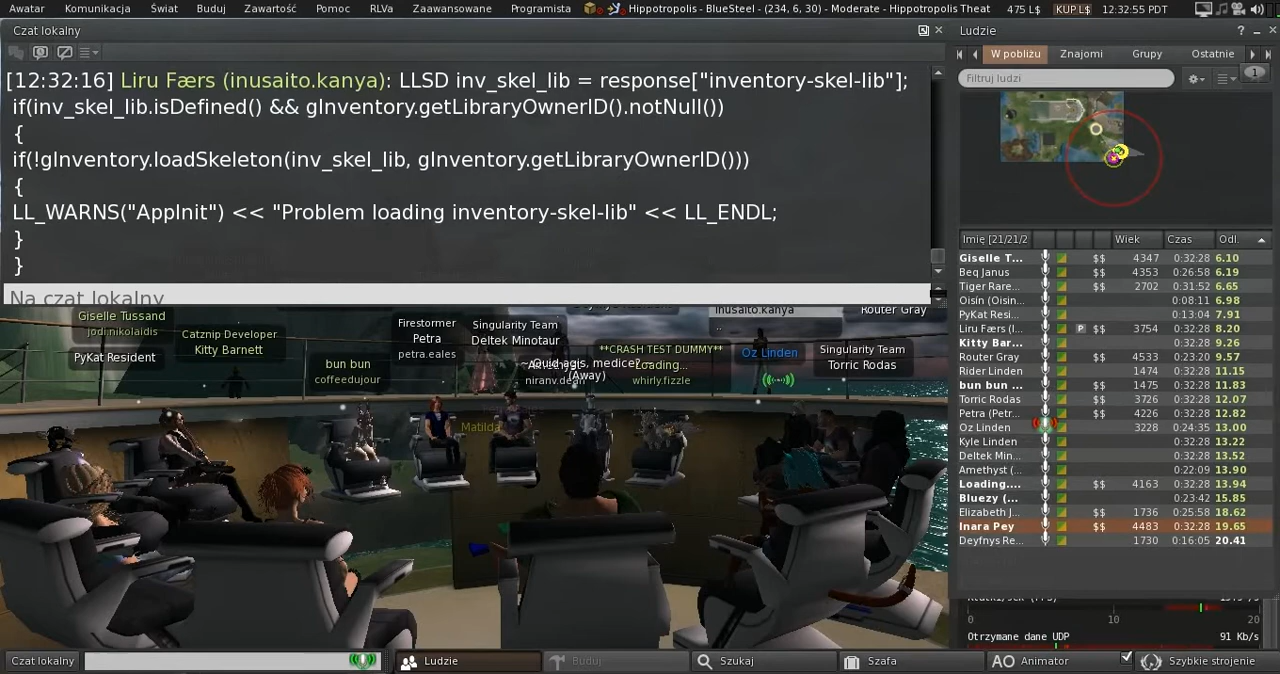 Awatar Komunikacja Świat Buduj Zawartość Pomoc RLVa Zaawansowane Programista Hippotropolis - BlueSteel - (234, 6, 30) - Moderate - Hippotropolis Theat 475 L$ KUP L$ 12:32:55 PDT
Czat lokalny
[12:32:16] Liru Færs (inusaito.kanya): LLSD inv_skel_lib = response["inventory-skel-lib"];
if(inv_skel_lib.isDefined() && gInventory.getLibraryOwnerID().notNull())
{
if(!gInventory.loadSkeleton(inv_skel_lib, gInventory.getLibraryOwnerID()))
{
LL_WARNS("AppInit") << "Problem loading inventory-skel-lib" << LL_ENDL;
}
}
Na czat lokalny
Giselle Tussand
jodi.nikolaidis
PyKat Resident
Catznip Developer
Kitty Barnett
bun bun
coffeedujour
Firestormer
Petra
petra.eales
Singularity Team
Deltek Minotaur
~Quid agis, medice?~
(Away)
niranv.dean
**CRASH TEST DUMMY**
Loading...
whirly.fizzle
inusaito.kanya
Oz Linden
Router Gray
Singularity Team
Torric Rodas
Matilda
Ludzie
W pobliżu Znajomi Grupy Ostatnie
Filtruj ludzi
1
Imię [21/21/2 Wiek Czas Odl.
Giselle T... $$ 4347 0:32:28 6.10
Beq Janus $$ 4353 0:26:58 6.19
Tiger Rare... $$ 2702 0:31:52 6.65
Oisín (Oisin... 0:08:11 6.98
PyKat Resi... 0:13:04 7.91
Liru Færs (I... P $$ 3754 0:32:28 8.20
Kitty Bar... 0:32:28 9.26
Router Gray $$ 4533 0:23:20 9.57
Rider Linden 1474 0:32:28 11.15
bun bun ... $$ 1475 0:32:28 11.83
Torric Rodas $$ 3726 0:32:28 12.07
Petra (Petr... $$ 4226 0:32:28 12.82
Oz Linden 3228 0:24:35 13.00
Kyle Linden 0:32:28 13.22
Deltek Min... 0:32:28 13.52
Amethyst (... 0:22:09 13.90
Loading.... $$ 4163 0:32:28 13.94
Bluezy (... 0:23:42 15.85
Elizabeth J... $$ 1736 0:25:58 18.62
Inara Pey $$ 4483 0:32:28 19.65
Deyfnys Re... 1730 0:16:05 20.41
0 10 20
Otrzymane dane UDP 91 Kb/s
Czat lokalny Ludzie Buduj Szukaj Szafa AO Animator Szybkie strojenie